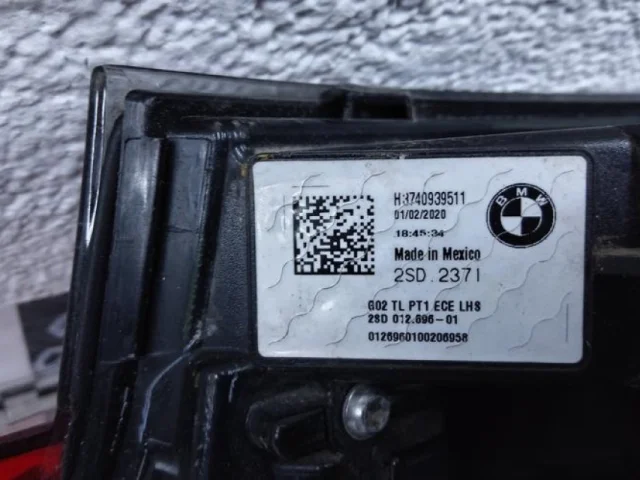 H3740939511
01/02/2020
18:45:34
Made in Mexico
2SD.2371
G02 TL PT1 ECE LHS
2SD 012.696-01
0126960100206958
BMW